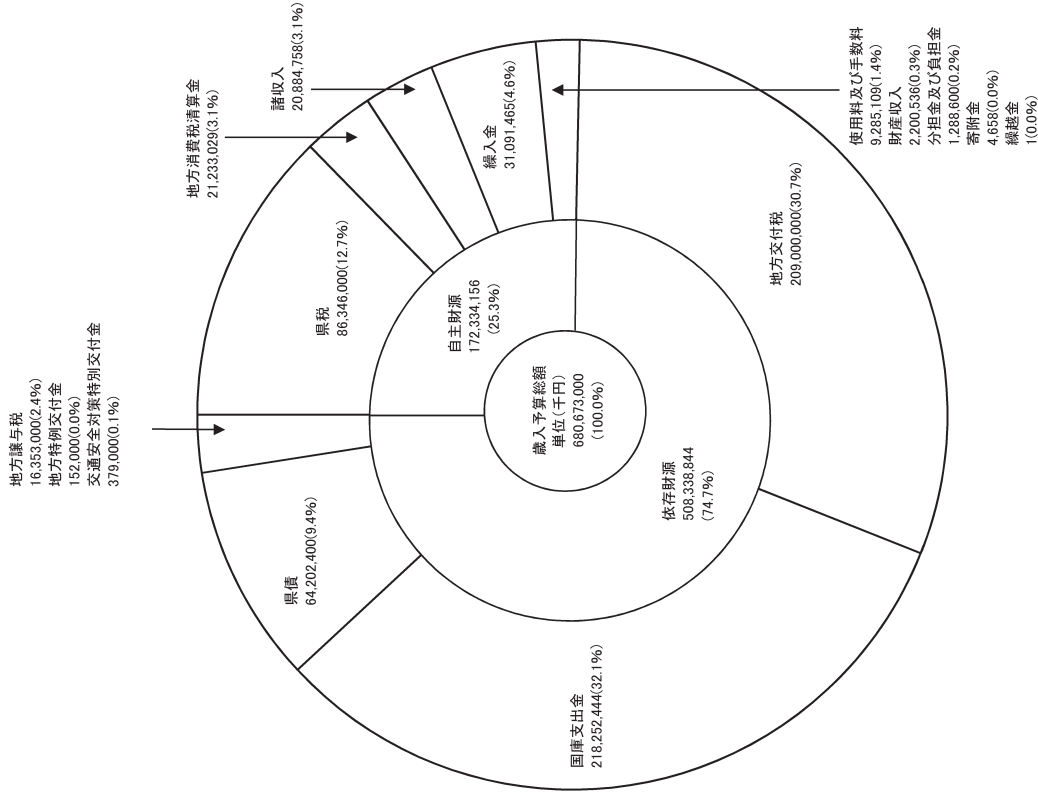 歳入予算総額
単位(千円)
680,673,000
(100.0%)
自主財源
172,334,156
(25.3%)
依存財源
508,338,844
(74.7%)
県税
86,346,000(12.7%)
地方消費税清算金
21,233,029(3.1%)
諸収入
20,884,758(3.1%)
繰入金
31,091,465(4.6%)
使用料及び手数料
9,285,109(1.4%)
財産収入
2,200,536(0.3%)
分担金及び負担金
1,288,600(0.2%)
寄附金
4,658(0.0%)
繰越金
1(0.0%)
地方交付税
209,000,000(30.7%)
国庫支出金
218,252,444(32.1%)
県債
64,202,400(9.4%)
地方譲与税
16,353,000(2.4%)
地方特例交付金
152,000(0.0%)
交通安全対策特別交付金
379,000(0.1%)